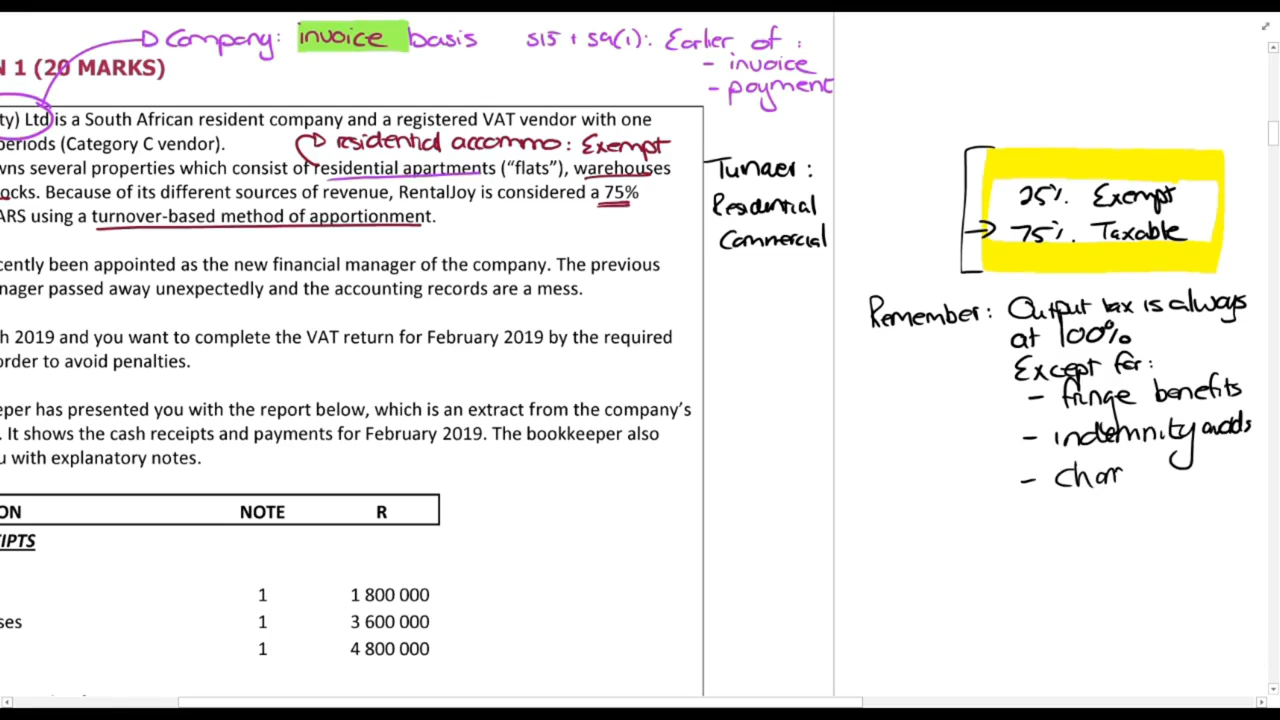 Company: invoice basis s15 + s9(1): Earlier of :
- invoice
- payment
N 1 (20 MARKS)
ty) Ltd is a South African resident company and a registered VAT vendor with one
periods (Category C vendor).
residential accommo: Exempt
wns several properties which consist of residential apartments (“flats”), warehouses
ocks. Because of its different sources of revenue, RentalJoy is considered a 75%
ARS using a turnover-based method of apportionment.
cently been appointed as the new financial manager of the company. The previous
nager passed away unexpectedly and the accounting records are a mess.
h 2019 and you want to complete the VAT return for February 2019 by the required
order to avoid penalties.
eper has presented you with the report below, which is an extract from the company’s
. It shows the cash receipts and payments for February 2019. The bookkeeper also
u with explanatory notes.
ON NOTE R
IPTS
1 1 800 000
ses 1 3 600 000
1 4 800 000
:
Residential
Commercial
25%. Exempt
75%. Taxable
Remember: Output tax is always
at 100%
Except for:
- fringe benefits
- indemnity awds
- char